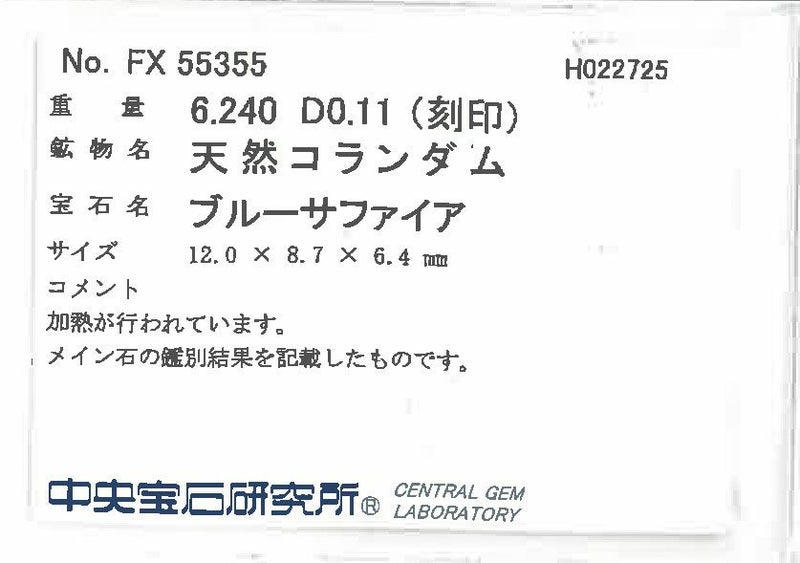 No. FX 55355
H022725
重 量 6.240 D0.11 (刻印)
鉱物名 天然コランダム
宝石名 ブルーサファイア
サイズ 12.0 × 8.7 × 6.4 ㎜
コメント
加熱が行われています。
メイン石の鑑別結果を記載したものです。
中央宝石研究所® CENTRAL GEM
LABORATORY